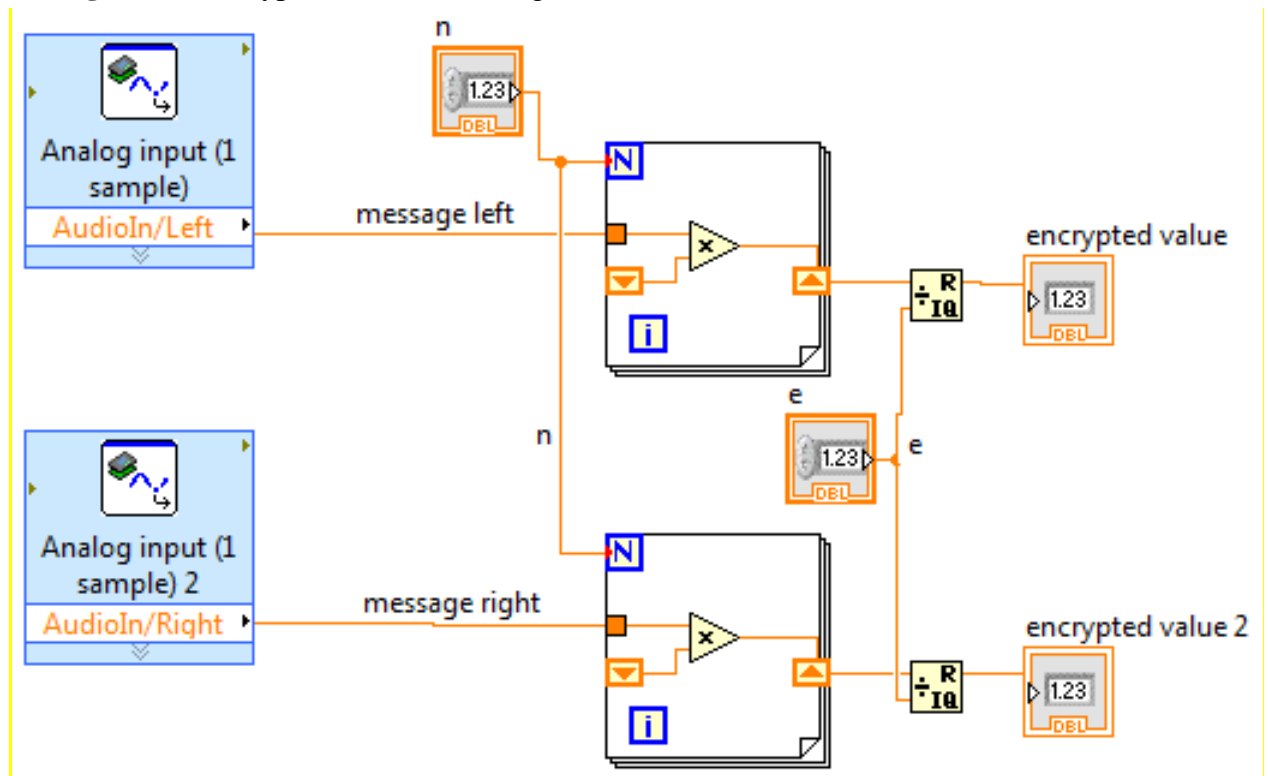 n
1.23
DBL
Analog input (1
sample)
AudioIn/Left
message left
N
×
i
÷ R
IQ
encrypted value
1.23
DBL
e
1.23
DBL
e
n
Analog input (1
sample) 2
AudioIn/Right
message right
N
×
i
÷ R
IQ
encrypted value 2
1.23
DBL